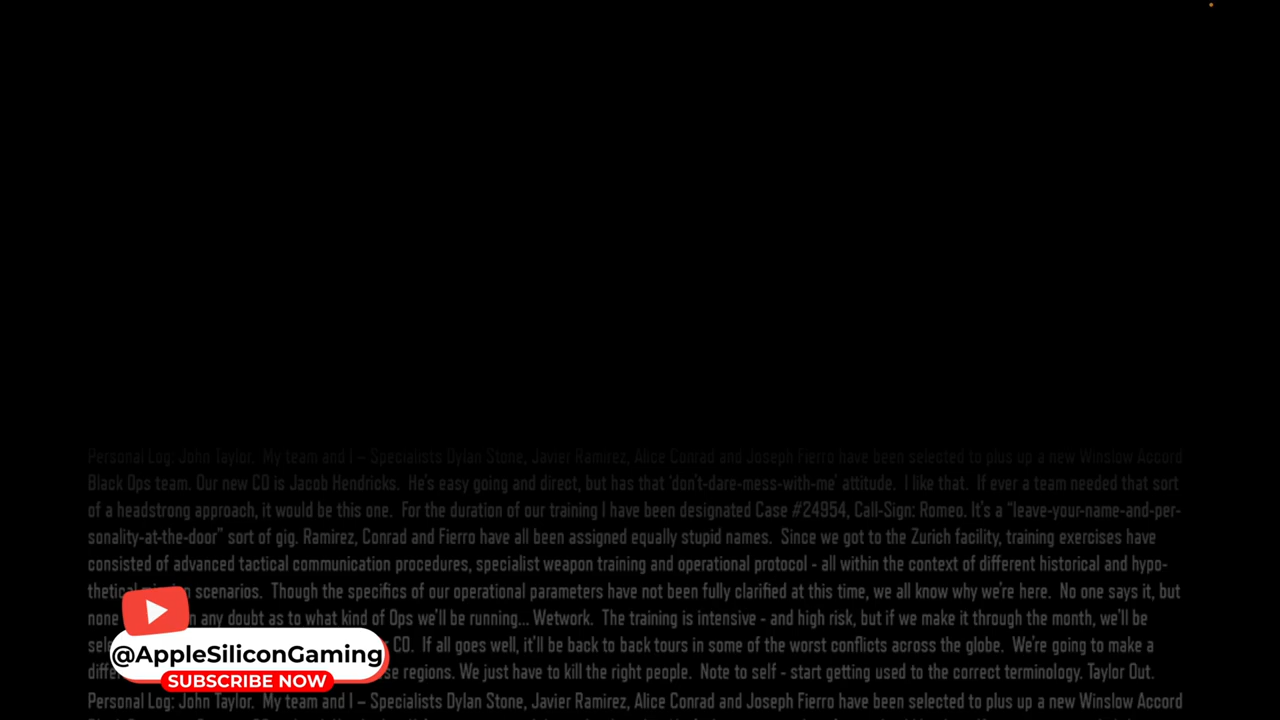 Personal Log: John Taylor. My team and I – Specialists Dylan Stone, Javier Ramirez, Alice Conrad and Joseph Fierro have been selected to plus up a new Winslow Accord
Black Ops team. Our new CO is Jacob Hendricks. He's easy going and direct, but has that 'don't-dare-mess-with-me' attitude. I like that. If ever a team needed that sort
of a headstrong approach, it would be this one. For the duration of our training I have been designated Case #24954, Call-Sign: Romeo. It's a "leave-your-name-and-per-
sonality-at-the-door" sort of gig. Ramirez, Conrad and Fierro have all been assigned equally stupid names. Since we got to the Zurich facility, training exercises have
consisted of advanced tactical communication procedures, specialist weapon training and operational protocol - all within the context of different historical and hypo-
thetical mission scenarios. Though the specifics of our operational parameters have not been fully clarified at this time, we all know why we're here. No one says it, but
none any doubt as to what kind of Ops we'll be running... Wetwork. The training is intensive - and high risk, but if we make it through the month, we'll be
CO. If all goes well, it'll be back to back tours in some of the worst conflicts across the globe. We're going to make a
regions. We just have to kill the right people. Note to self - start getting used to the correct terminology. Taylor Out.
@AppleSiliconGaming
SUBSCRIBE NOW
Personal Log: John Taylor. My team and I – Specialists Dylan Stone, Javier Ramirez, Alice Conrad and Joseph Fierro have been selected to plus up a new Winslow Accord